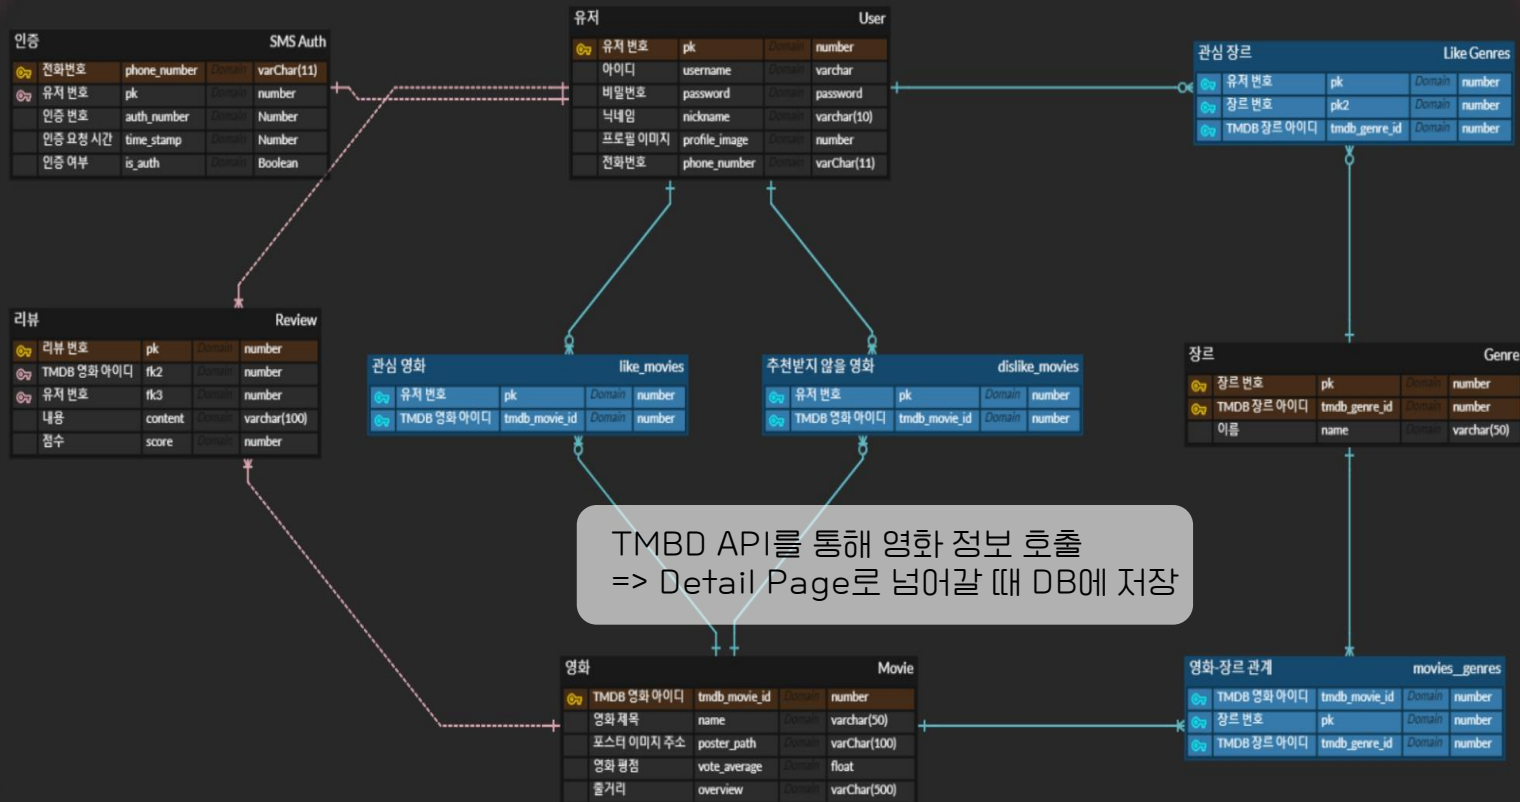 인증 SMS Auth
전화번호 phone_number Domain varChar(11)
유저 번호 pk Domain number
인증 번호 auth_number Domain Number
인증 요청 시간 time_stamp Domain Number
인증 여부 is_auth Domain Boolean
유저 User
유저 번호 pk Domain number
아이디 username Domain varchar
비밀번호 password Domain password
닉네임 nickname Domain varchar(10)
프로필 이미지 profile_image Domain number
전화번호 phone_number Domain varChar(11)
관심 장르 Like Genres
유저 번호 pk Domain number
장르 번호 pk2 Domain number
TMDB 장르 아이디 tmdb_genre_id Domain number
리뷰 Review
리뷰 번호 pk Domain number
TMDB 영화 아이디 fk2 Domain number
유저 번호 fk3 Domain number
내용 content Domain varchar(100)
점수 score Domain number
관심 영화 like_movies
유저 번호 pk Domain number
TMDB 영화 아이디 tmdb_movie_id Domain number
추천받지 않을 영화 dislike_movies
유저 번호 pk Domain number
TMDB 영화 아이디 tmdb_movie_id Domain number
장르 Genre
장르 번호 pk Domain number
TMDB 장르 아이디 tmdb_genre_id Domain number
이름 name Domain varchar(50)
TMBD API를 통해 영화 정보 호출
=> Detail Page로 넘어갈 때 DB에 저장
영화 Movie
TMDB 영화 아이디 tmdb_movie_id Domain number
영화 제목 name Domain varchar(50)
포스터 이미지 주소 poster_path Domain varChar(100)
영화 평점 vote_average Domain float
줄거리 overview Domain varChar(500)
영화-장르 관계 movies__genres
TMDB 영화 아이디 tmdb_movie_id Domain number
장르 번호 pk Domain number
TMDB 장르 아이디 tmdb_genre_id Domain number